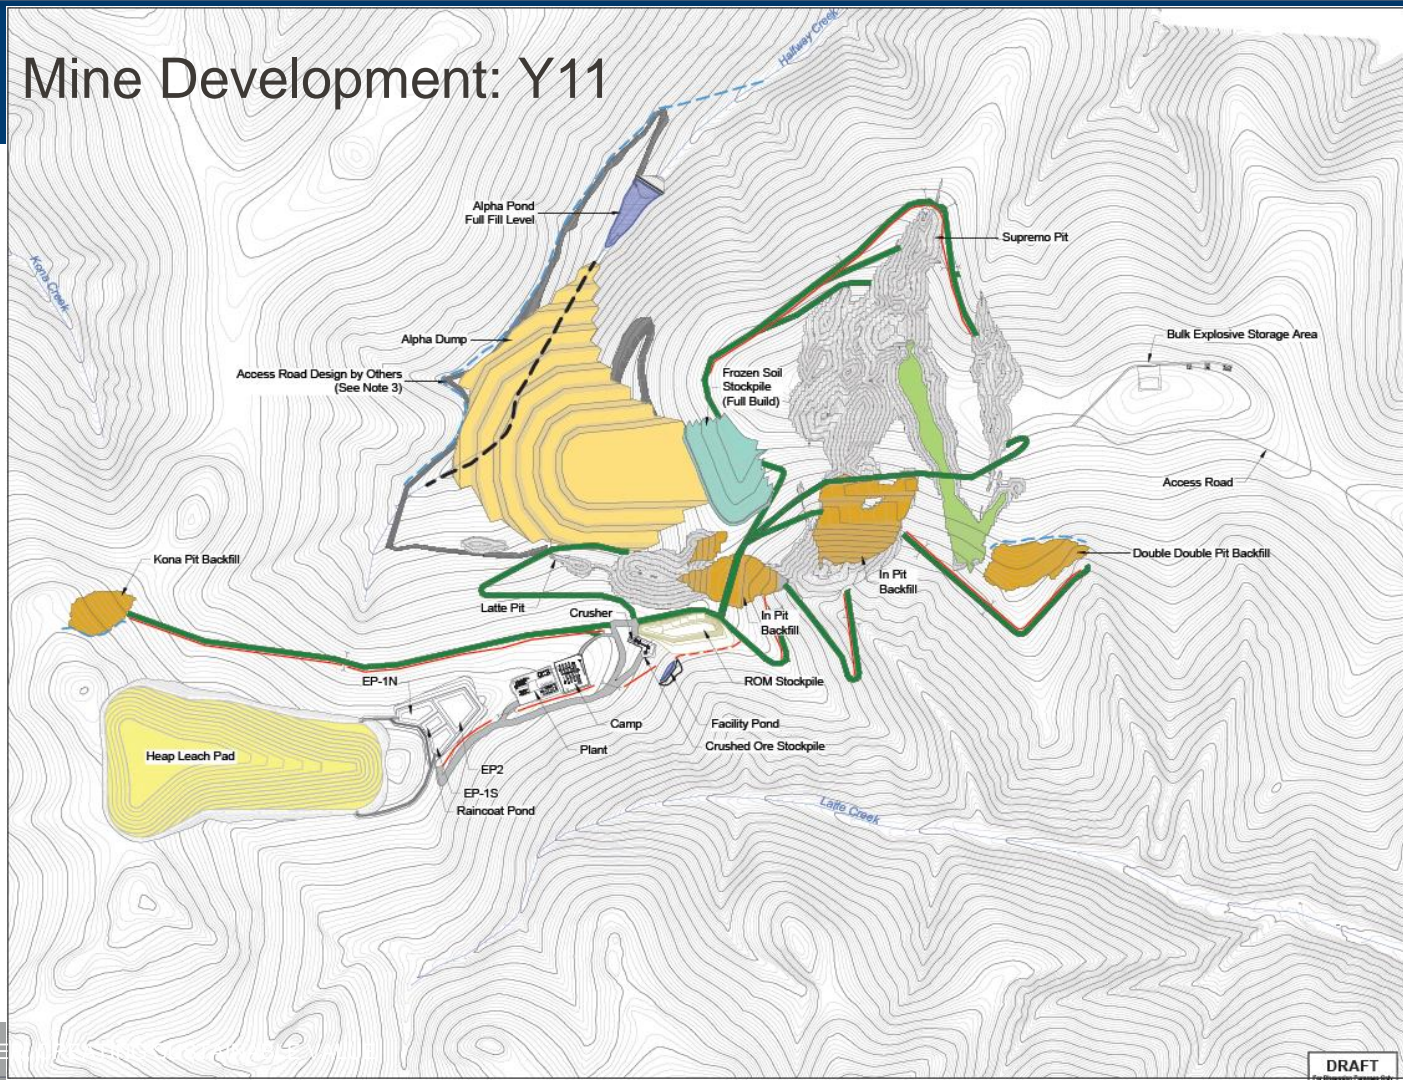 Mine Development: Y11
Halfway Creek
Kona Creek
Alpha Pond
Full Fill Level
Supremo Pit
Alpha Dump
Bulk Explosive Storage Area
Access Road Design by Others
(See Note 3)
Frozen Soil
Stockpile
(Full Build)
Access Road
Kona Pit Backfill
Double Double Pit Backfill
In Pit
Backfill
Latte Pit
Crusher
In Pit
Backfill
EP-1N
ROM Stockpile
Camp
Facility Pond
Plant
Crushed Ore Stockpile
Heap Leach Pad
EP2
EP-1S
Raincoat Pond
Latte Creek
DRAFT